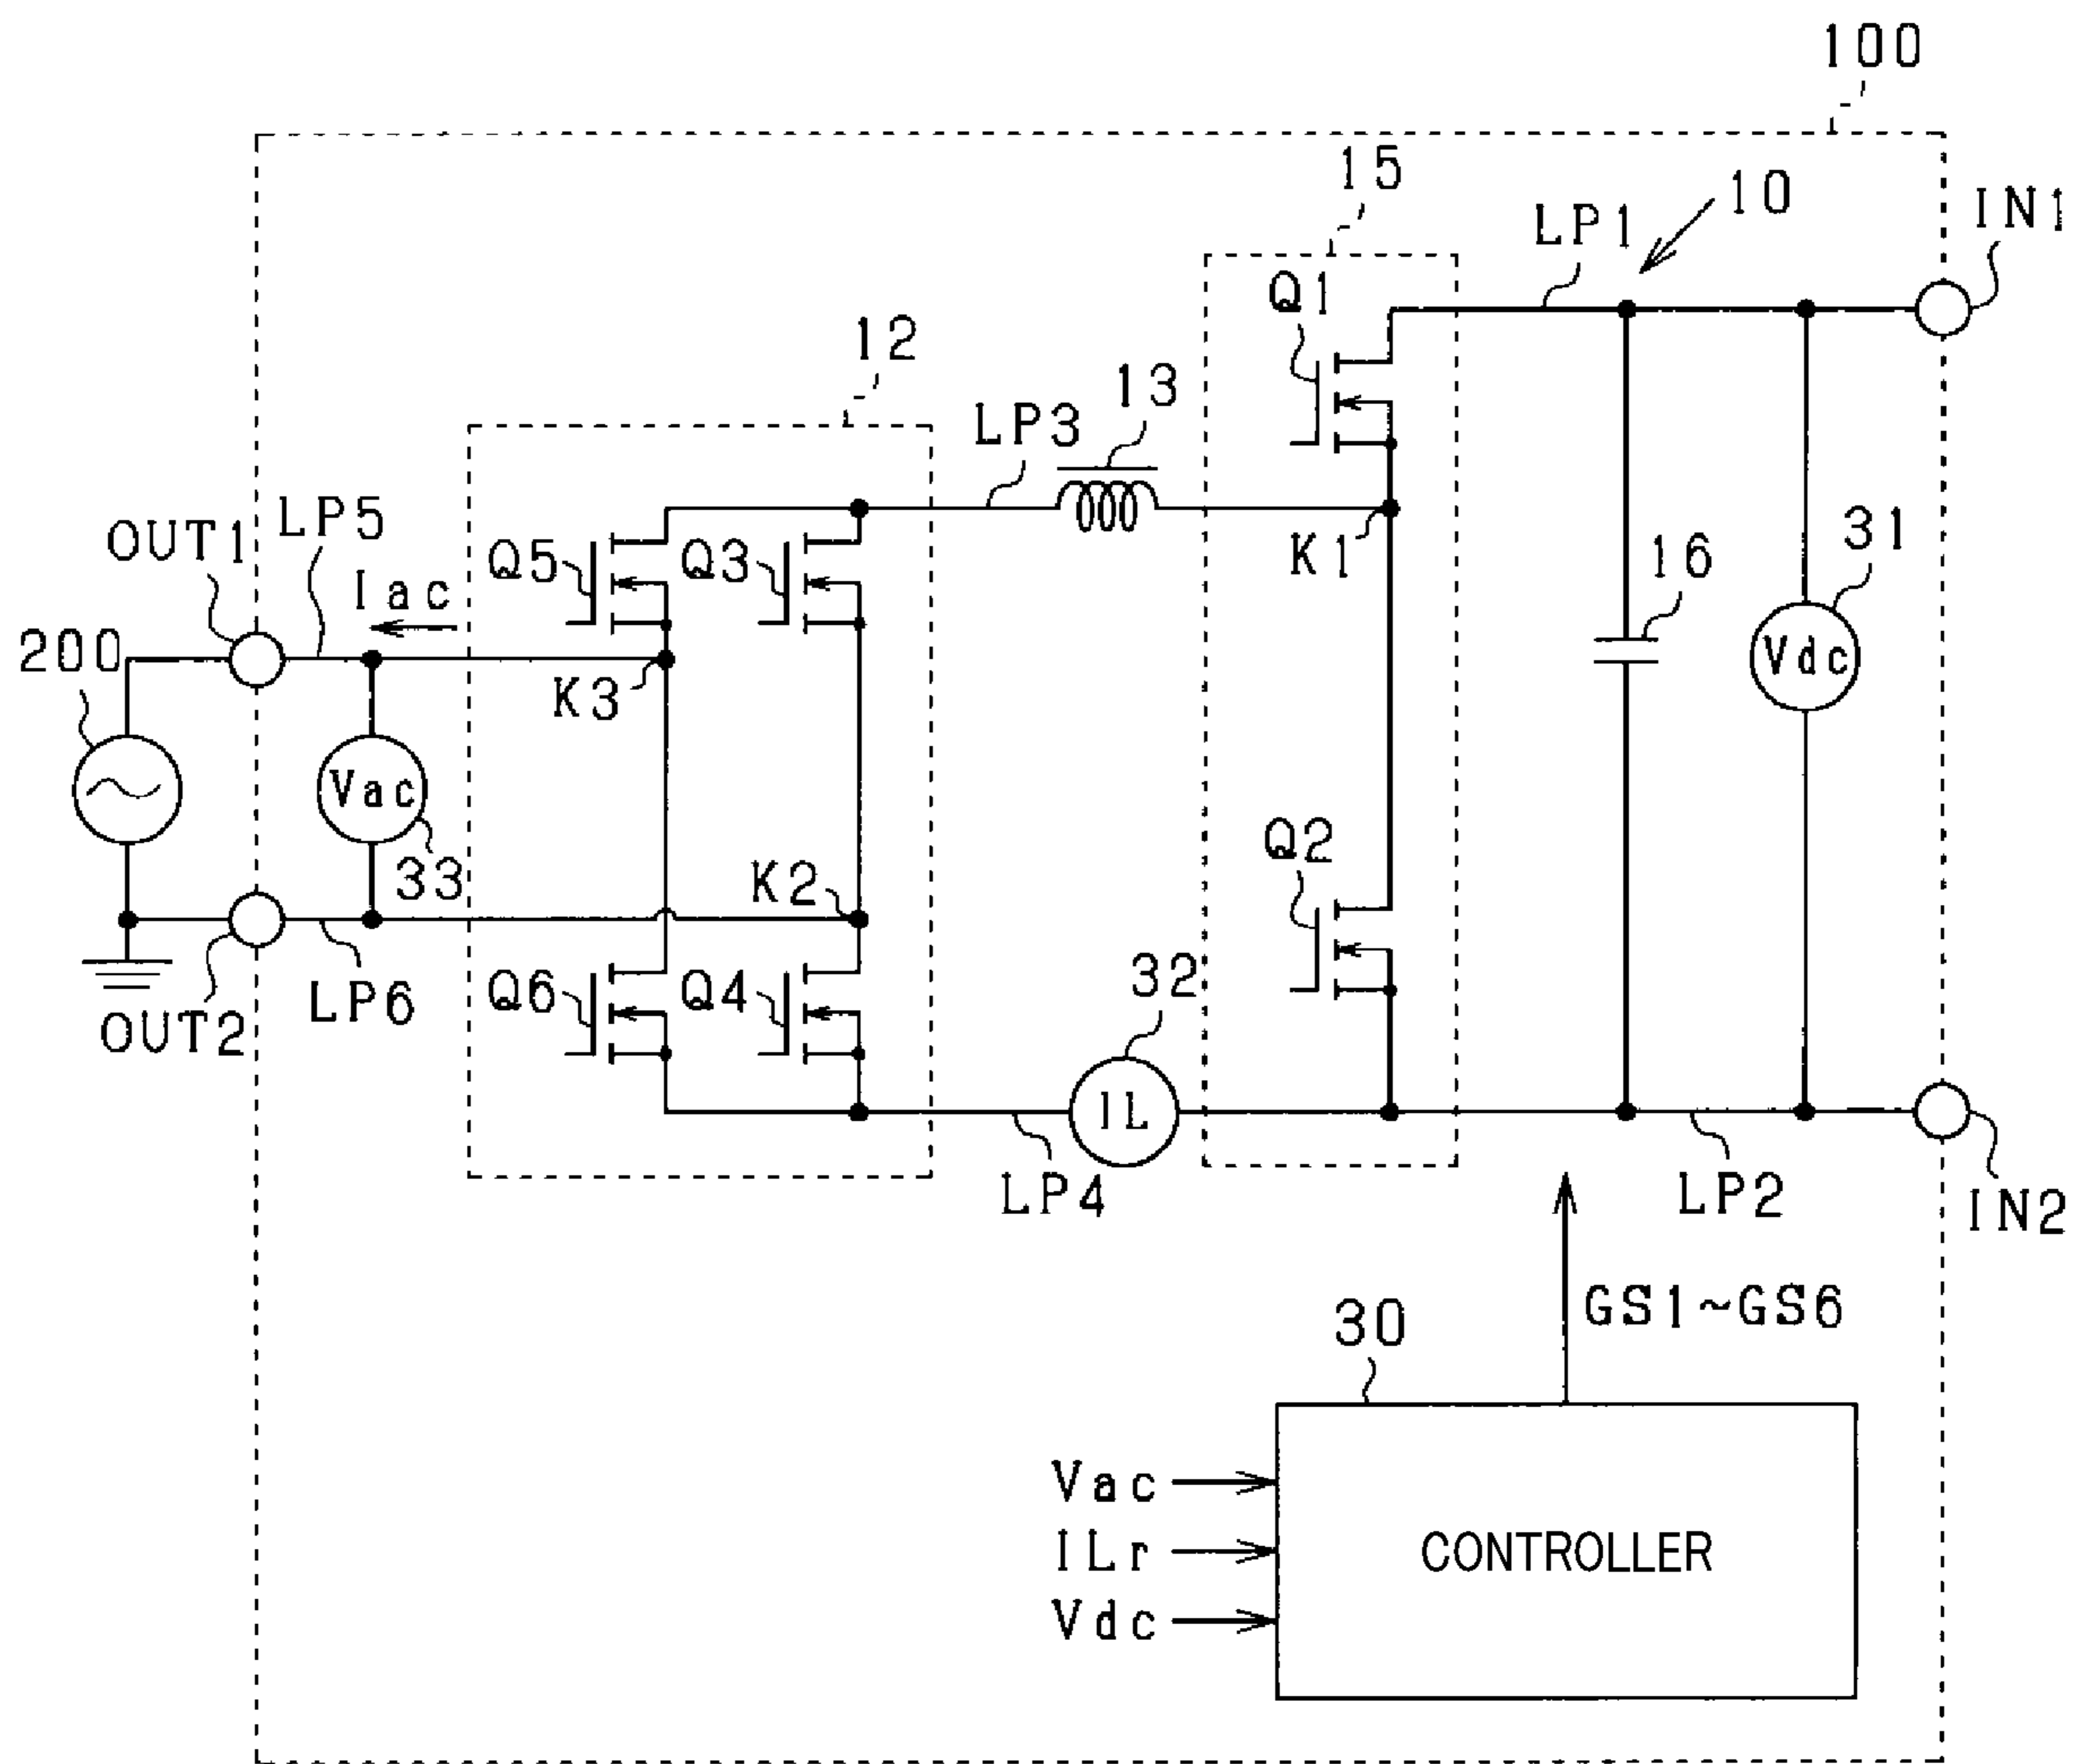 100
15
10
IN1
LP1
Q1
12
13
LP3
LP5
OUT1
Iac
Q5
Q3
K1
16
31
Vdc
200
K3
Vac
33
K2
Q2
32
OUT2
LP6
Q6
Q4
IL
LP4
LP2
IN2
GS1~GS6
30
Vac
ILr
Vdc
CONTROLLER